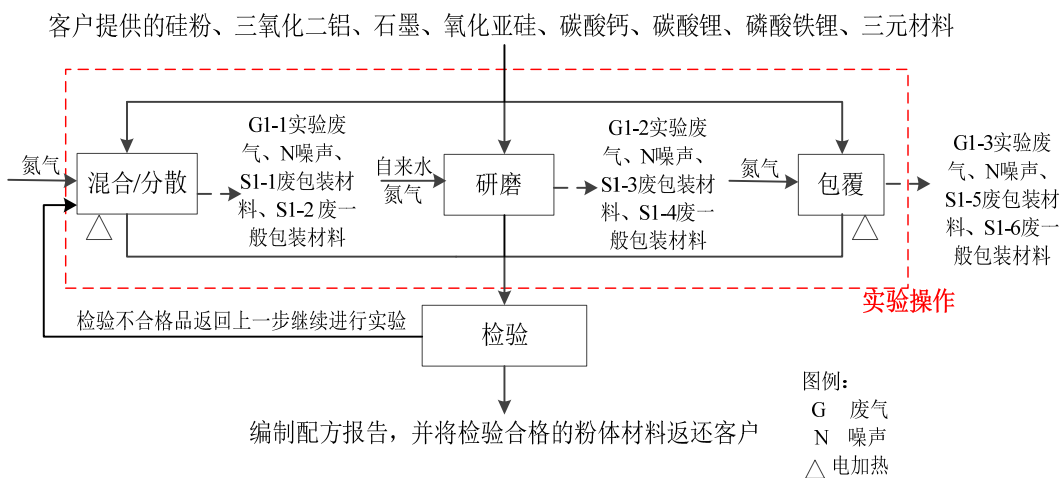 客户提供的硅粉、三氧化二铝、石墨、氧化亚硅、碳酸钙、碳酸锂、磷酸铁锂、三元材料
氮气
混合/分散
G1-1实验废
气、N噪声、
S1-1废包装材
料、S1-2 废一
般包装材料
自来水
氮气
研磨
G1-2实验废
气、N噪声、
S1-3废包装材
料、S1-4废一
般包装材料
氮气
包覆
G1-3实验废
气、N噪声、
S1-5废包装材
料、S1-6废一
般包装材料
实验操作
检验不合格品返回上一步继续进行实验
检验
编制配方报告，并将检验合格的粉体材料返还客户
图例：
G 废气
N 噪声
△ 电加热